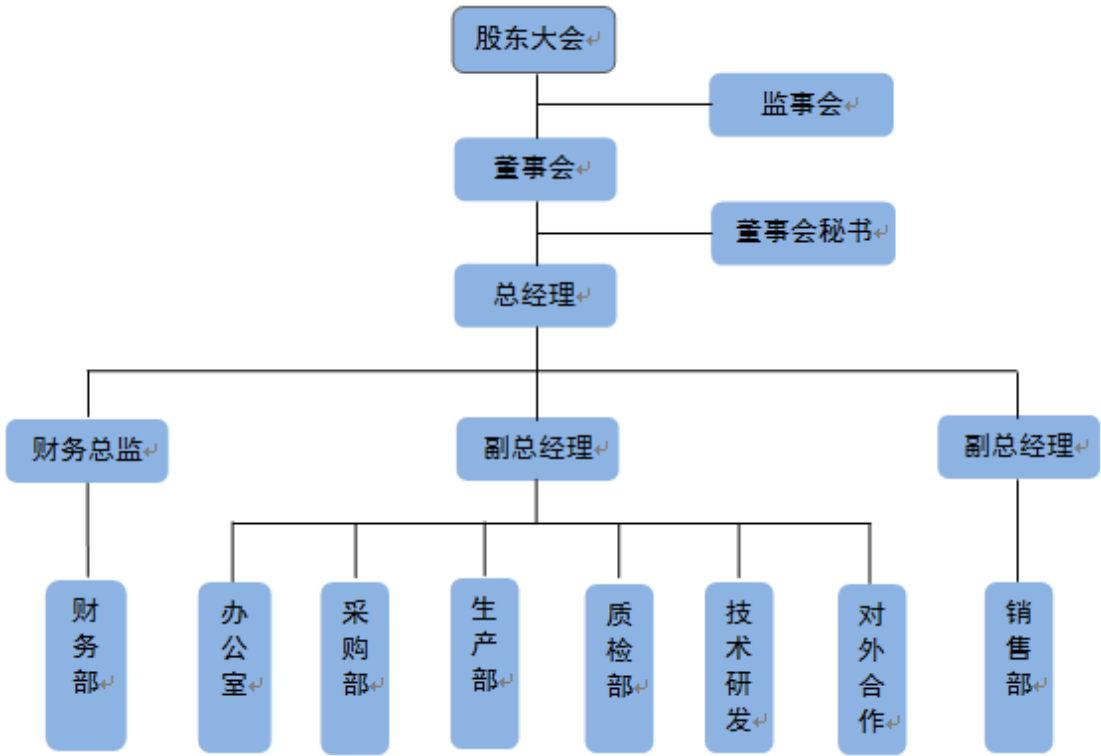 股东大会
监事会
董事会
董事会秘书
总经理
财务总监
副总经理
副总经理
财务部
办公室
采购部
生产部
质检部
技术研发
对外合作
销售部